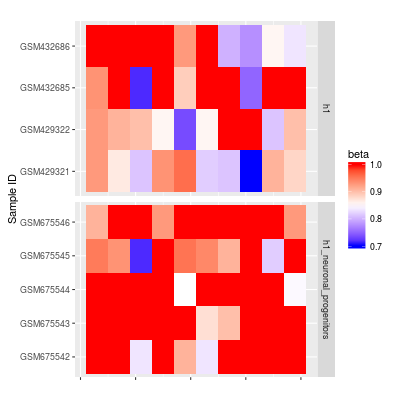 GSM432686
GSM432685
GSM429322
GSM429321
h1
GSM675546
GSM675545
GSM675544
GSM675543
GSM675542
h1_neuronal_progenitors
Sample ID
beta
1.0
0.9
0.8
0.7